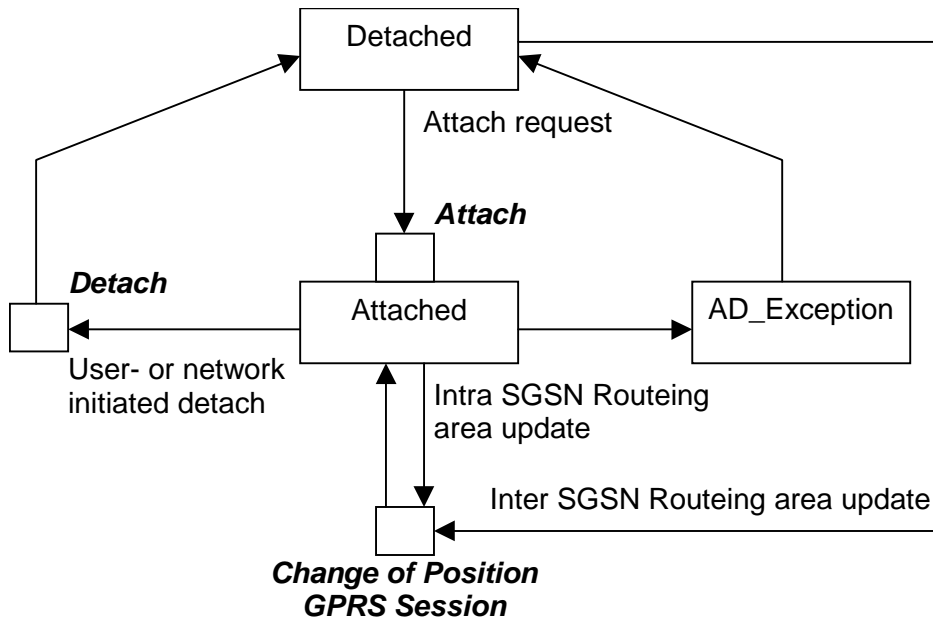 Detached
Attach request
Attach
Detach
Attached
AD_Exception
User- or network
initiated detach
Intra SGSN Routeing
area update
Inter SGSN Routeing area update
Change of Position
GPRS Session